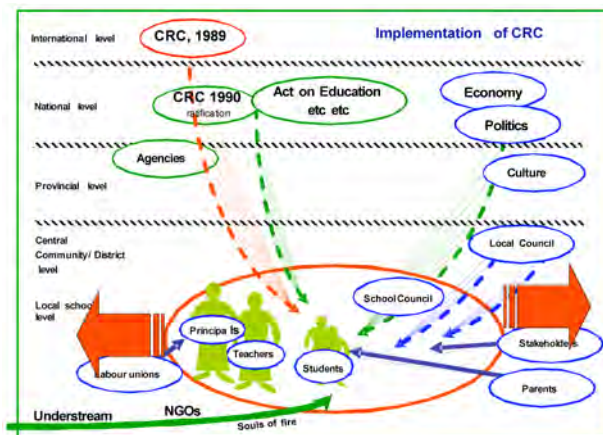 International level
CRC, 1989
Implementation of CRC
National level
CRC 1990
ratification
Act on Education
etc etc
Economy
Politics
Agencies
Provincial level
Culture
Central
Community/ District
level
Local Council
Local school
level
School Council
Principa ls
Teachers
Students
Stakeholders
Labour unions
Parents
Understream
NGOs
Souls of fire